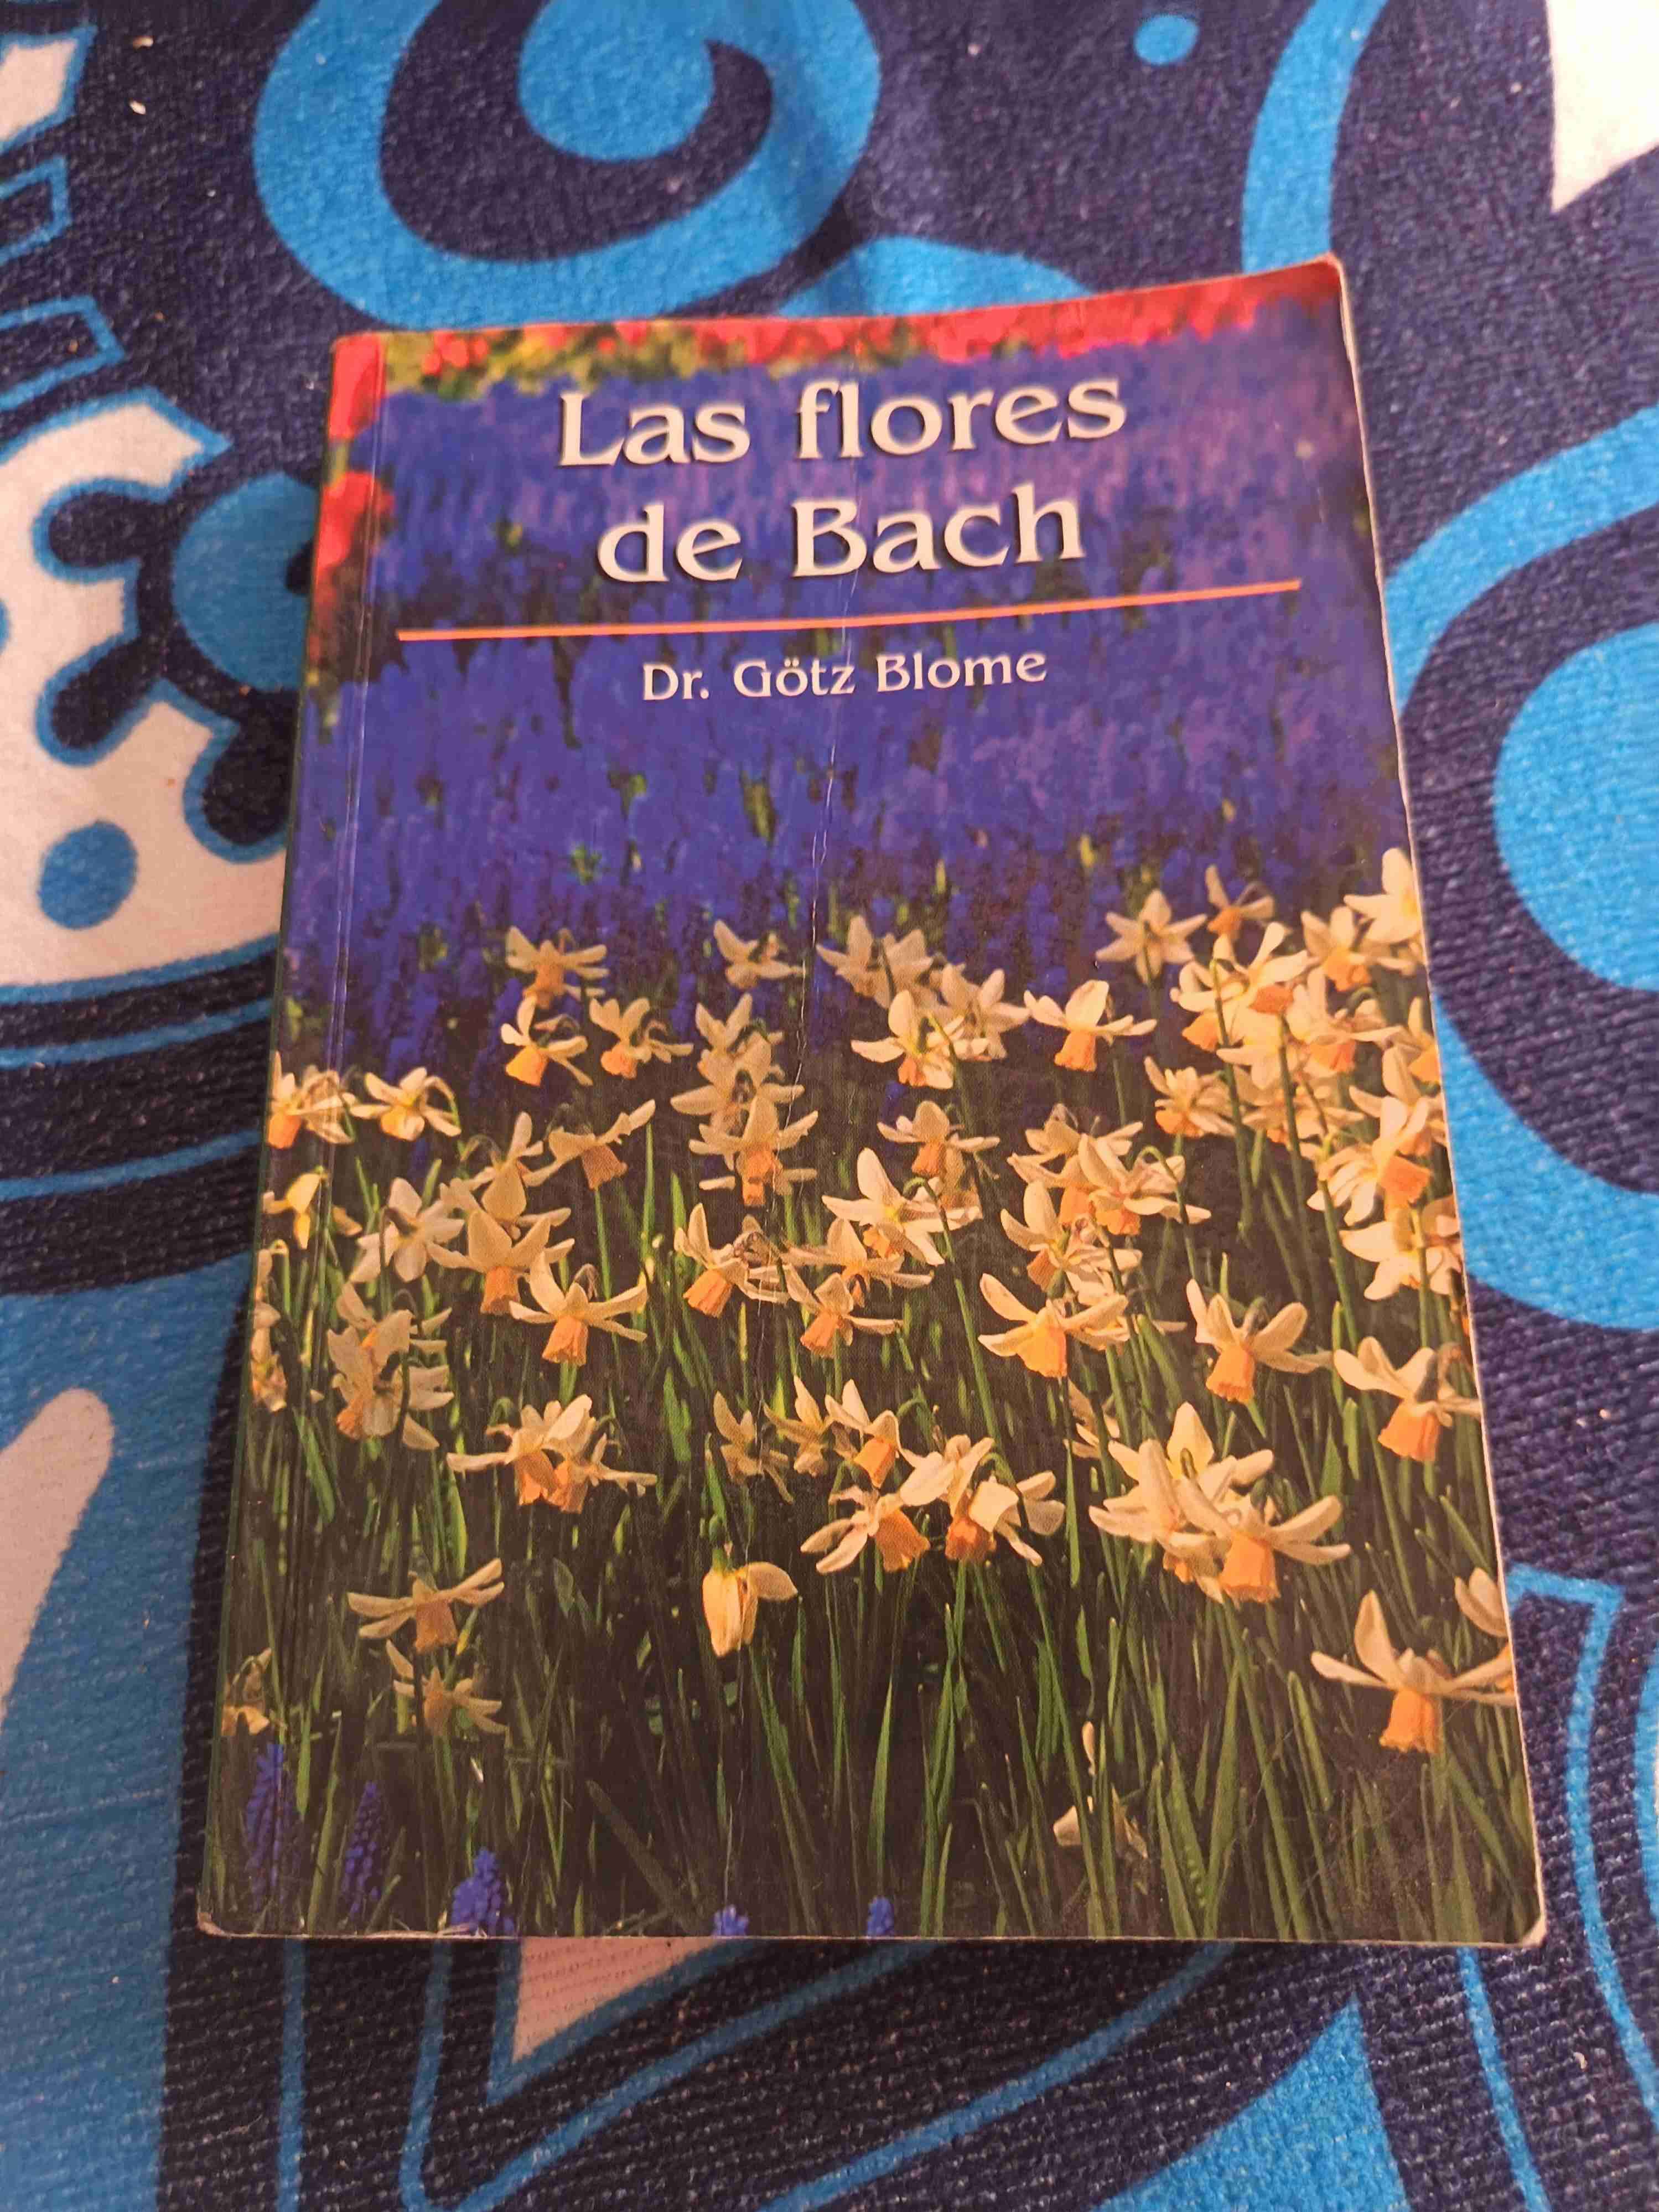 Las flores
de Bach
Dr. Götz Blome